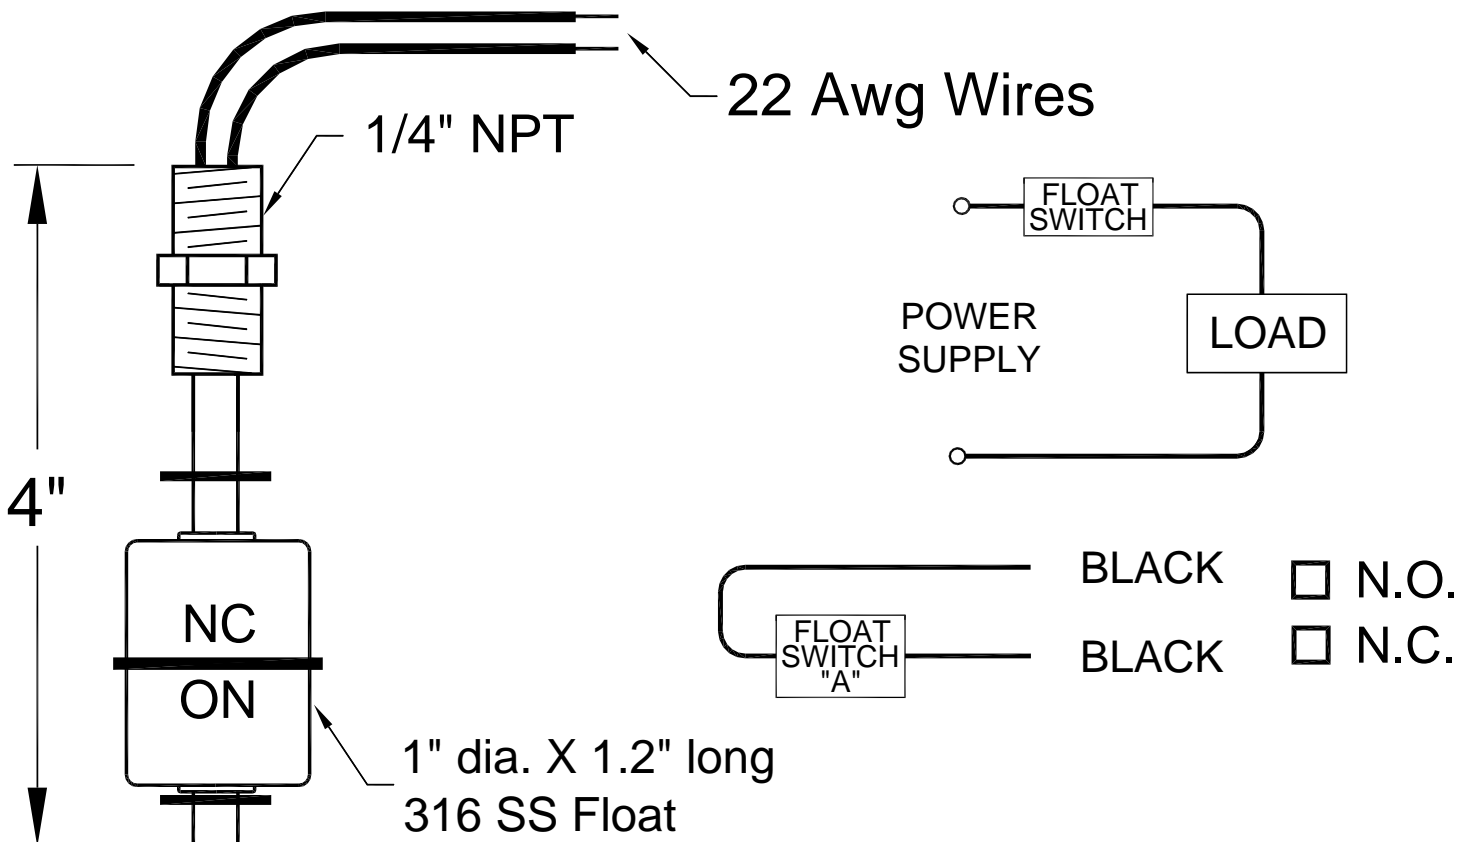 22 Awg Wires
1/4" NPT
FLOAT
SWITCH
POWER
SUPPLY
LOAD
4"
BLACK
N.O.
FLOAT
SWITCH
"A"
BLACK
N.C.
NC
ON
1" dia. X 1.2" long
316 SS Float